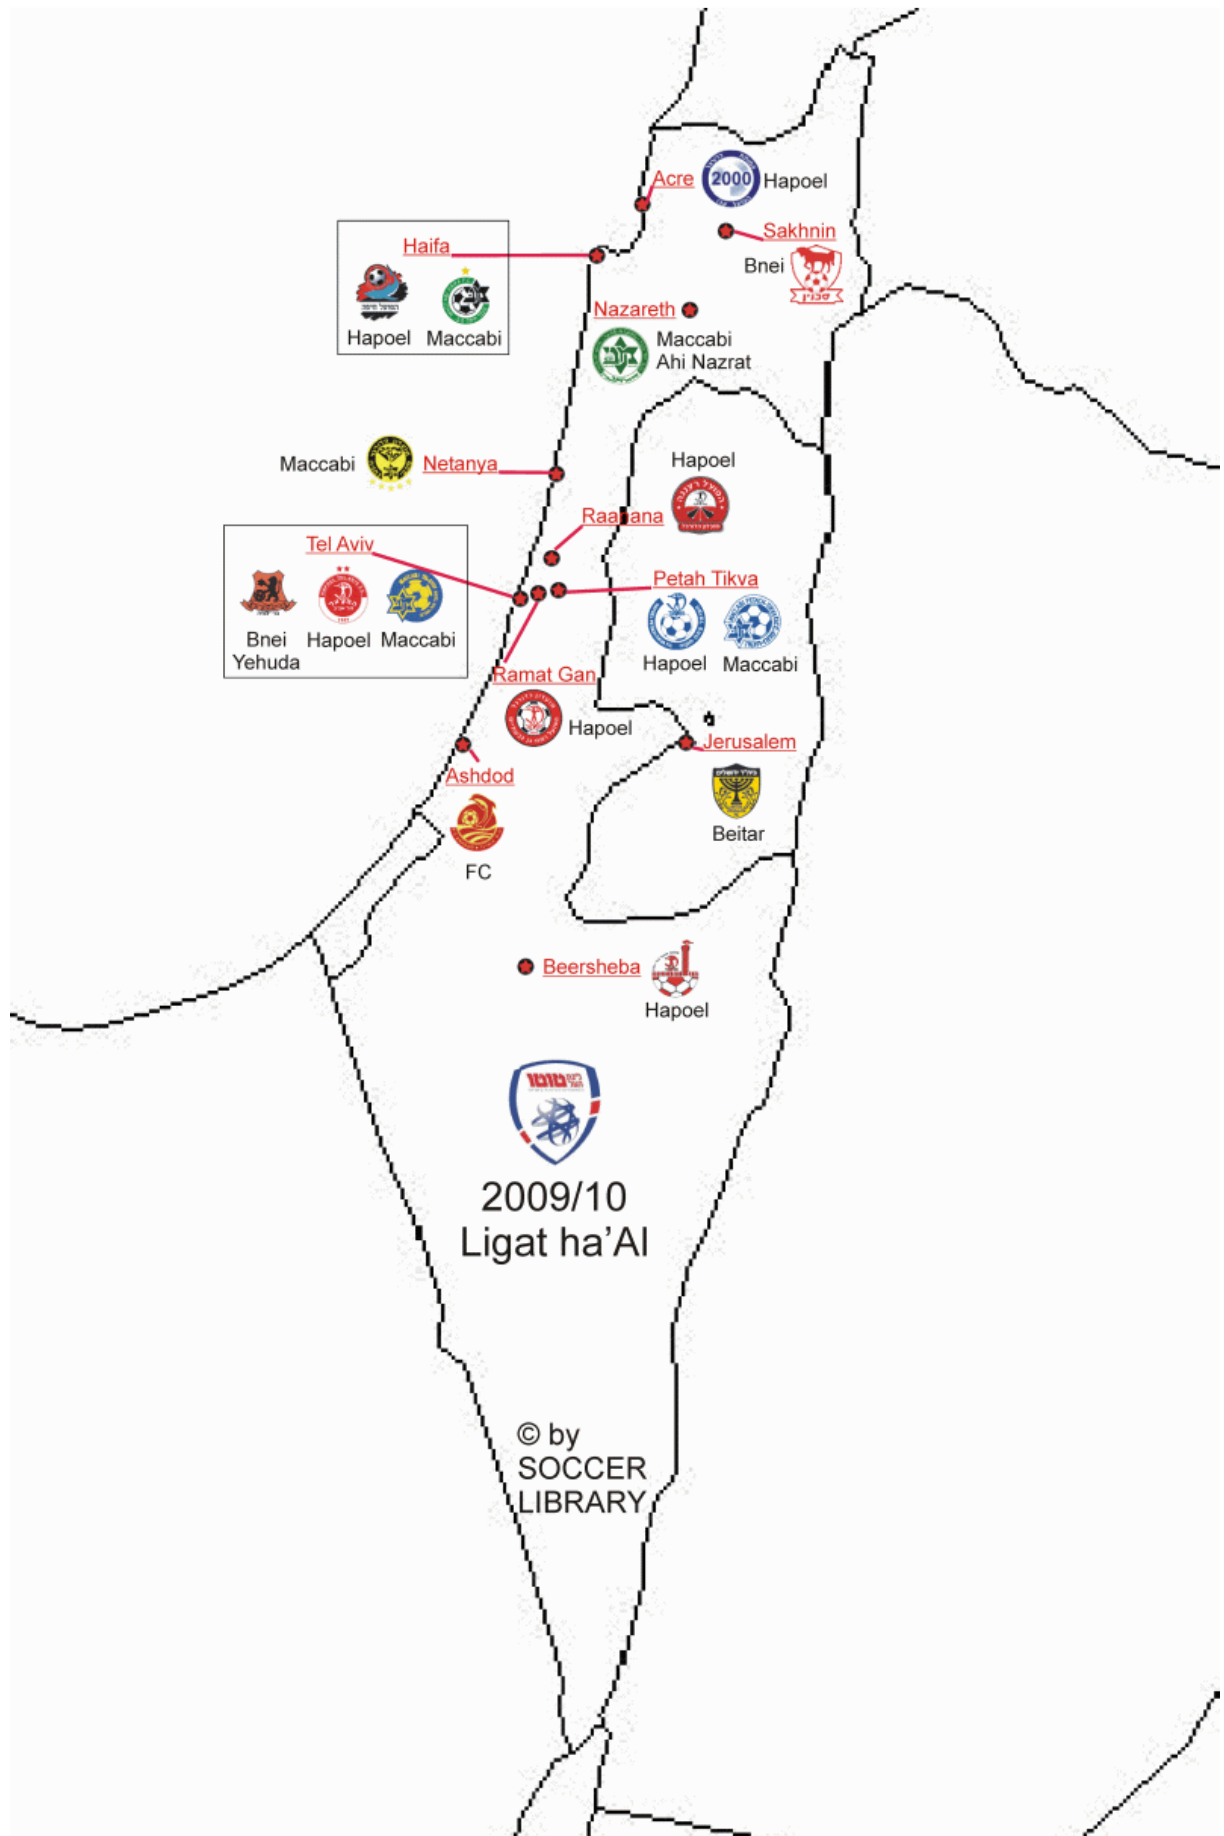 Acre
2000
Hapoel
Sakhnin
Bnei
סכנין
Haifa
Hapoel
Maccabi
Nazareth
Maccabi
Ahi Nazrat
Maccabi
Netanya
Hapoel
Raanana
Tel Aviv
Bnei
Yehuda
Hapoel
Maccabi
Petah Tikva
Hapoel
Maccabi
Ramat Gan
Hapoel
Jerusalem
Beitar
Ashdod
FC
Beersheba
Hapoel
2009/10
Ligat ha’Al
© by
SOCCER
LIBRARY